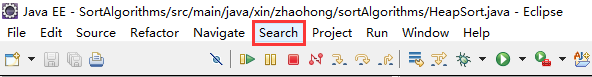 Java EE - SortAlgorithms/src/main/java/xin/zhaohong/sortAlgorithms/HeapSort.java - Eclipse
File Edit Source Refactor Navigate Search Project Run Window Help